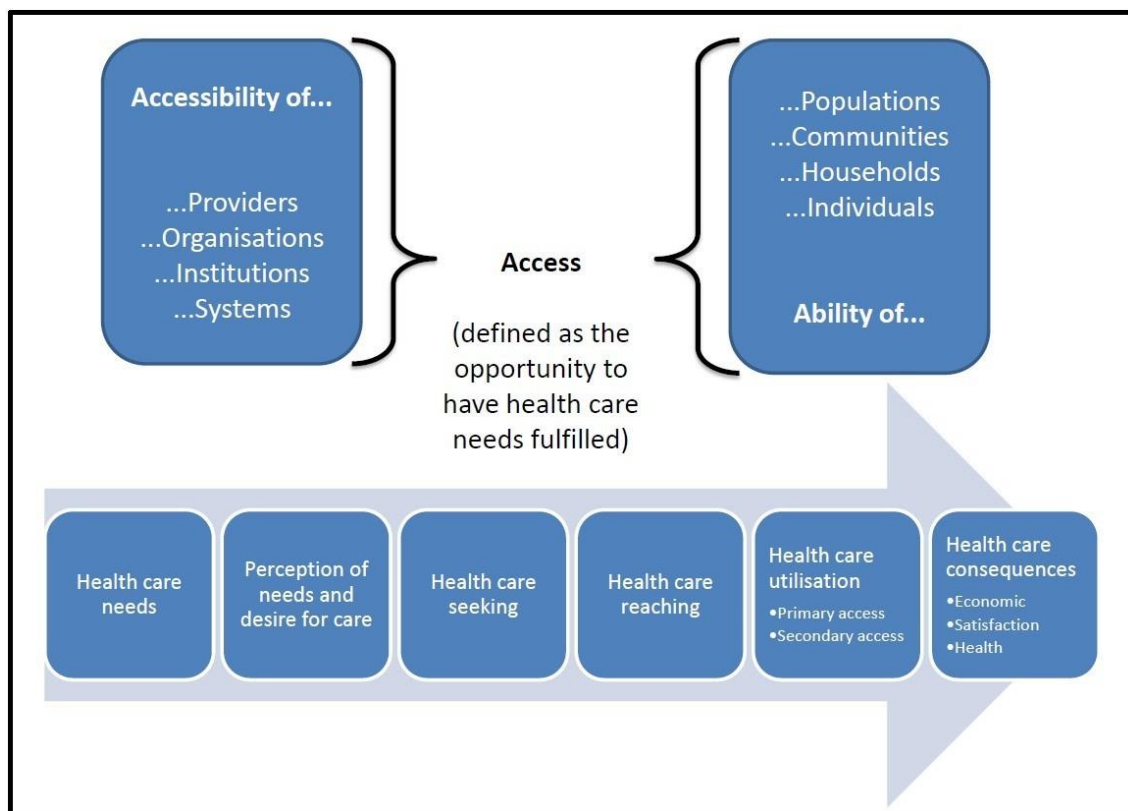 Accessibility of...
...Providers
...Organisations
...Institutions
...Systems
Access
(defined as the
opportunity to
have health care
needs fulfilled)
...Populations
...Communities
...Households
...Individuals
Ability of...
Health care
needs
Perception of
needs and
desire for care
Health care
seeking
Health care
reaching
Health care
utilisation
•Primary access
•Secondary access
Health care
consequences
•Economic
•Satisfaction
•Health